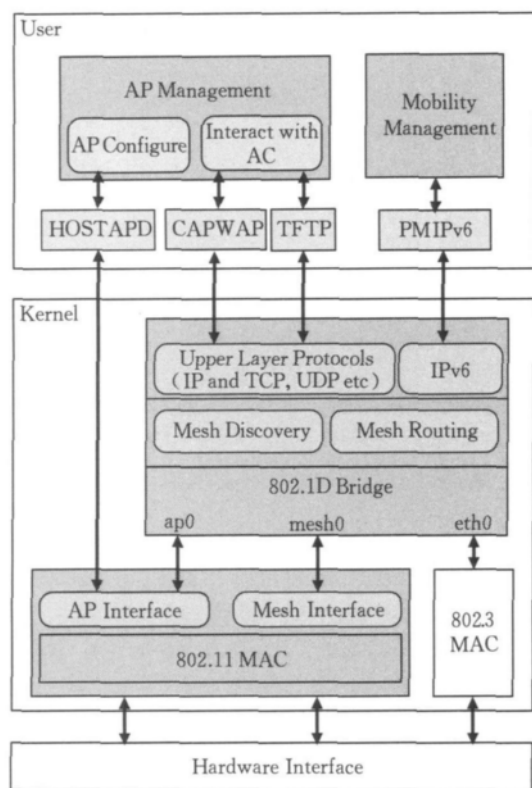 User
AP Management
AP Configure
Interact with
AC
Mobility
Management
HOSTAPD
CAPWAP
TFTP
PMIPv6
Kernel
Upper Layer Protocols
(IP and TCP, UDP etc)
IPv6
Mesh Discovery
Mesh Routing
802.1D Bridge
ap0
mesh0
eth0
AP Interface
Mesh Interface
802.11 MAC
802.3
MAC
Hardware Interface